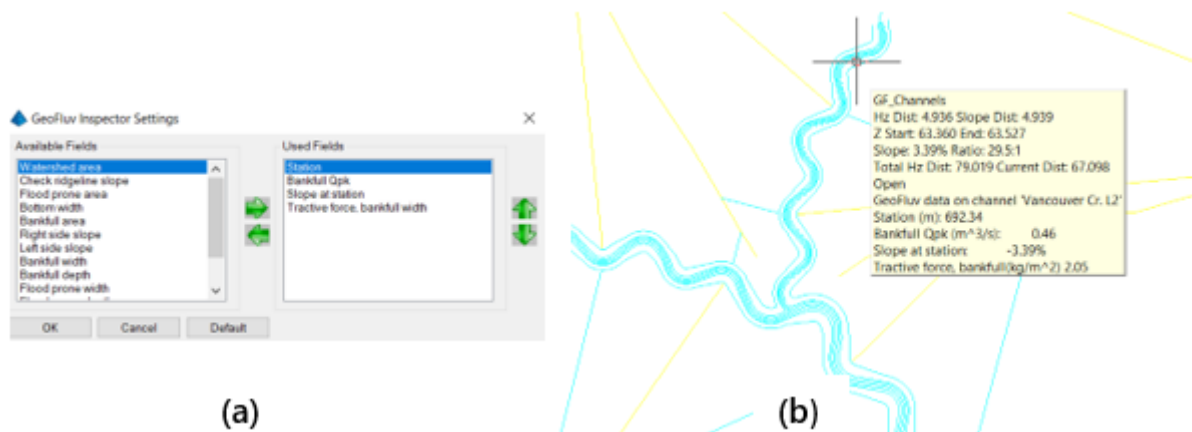 GeoFluv Inspector Settings
Available Fields
Watershed area
Check ridgeline slope
Flood prone area
Bottom width
Bankfull area
Right side slope
Left side slope
Bankfull width
Bankfull depth
Flood prone width
Used Fields
Station
Bankfull Qpk
Slope at station
Tractive force, bankfull width
OK
Cancel
Default
(a)
GF_Channels
Hz Dist: 4.936 Slope Dist: 4.939
Z Start: 63.360 End: 63.527
Slope: 3.39% Ratio: 29.5:1
Total Hz Dist: 79.019 Current Dist: 67.098
Open
GeoFluv data on channel 'Vancouver Cr. L2'
Station (m): 692.34
Bankfull Qpk (m^3/s): 0.46
Slope at station: -3.39%
Tractive force, bankfull(kg/m^2) 2.05
(b)